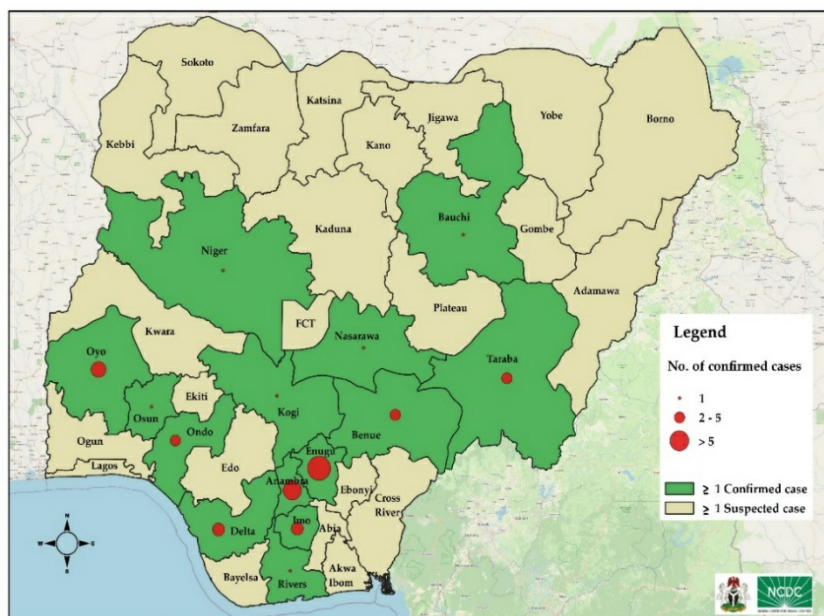 Sokoto
Katsina
Jigawa
Yobe
Borno
Zamfara
Kebbi
Kano
Bauchi
Gombe
Kaduna
Niger
Adamawa
Plateau
FCT
Kwara
Nasarawa
Taraba
Oyo
Ekiti
Osun
Kogi
Benue
Ogun
Ondo
Lagos
Edo
Enugu
Anambra
Ebonyi
Cross
River
Delta
Imo
Abia
Bayelsa
Rivers
Akwa
Ibom
N
W
E
S
Legend
No. of confirmed cases
1
2 - 5
> 5
≥ 1 Confirmed case
≥ 1 Suspected case
NCDC